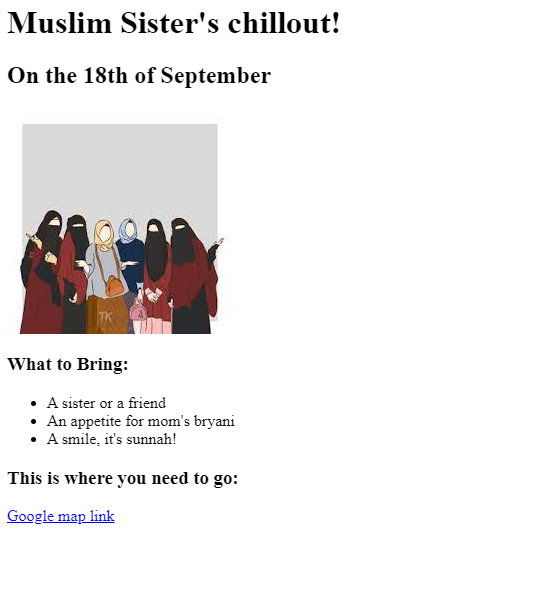 Muslim Sister's chillout!
On the 18th of September
TK
What to Bring:
A sister or a friend
An appetite for mom's bryani
A smile, it's sunnah!
This is where you need to go:
Google map link